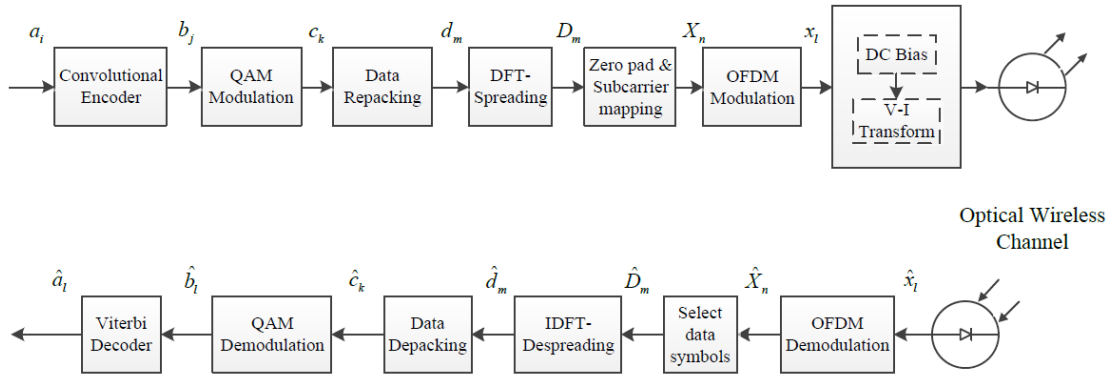 a_i b_j c_k d_m D_m X_n x_l
Convolutional
Encoder
QAM
Modulation
Data
Repacking
DFT-
Spreading
Zero pad &
Subcarrier
mapping
OFDM
Modulation
DC Bias
V-I
Transform
Optical Wireless
Channel
â_l b̂_l ĉ_k d̂_m D̂_m X̂_n x̂_l
Viterbi
Decoder
QAM
Demodulation
Data
Depacking
IDFT-
Despreading
Select
data
symbols
OFDM
Demodulation